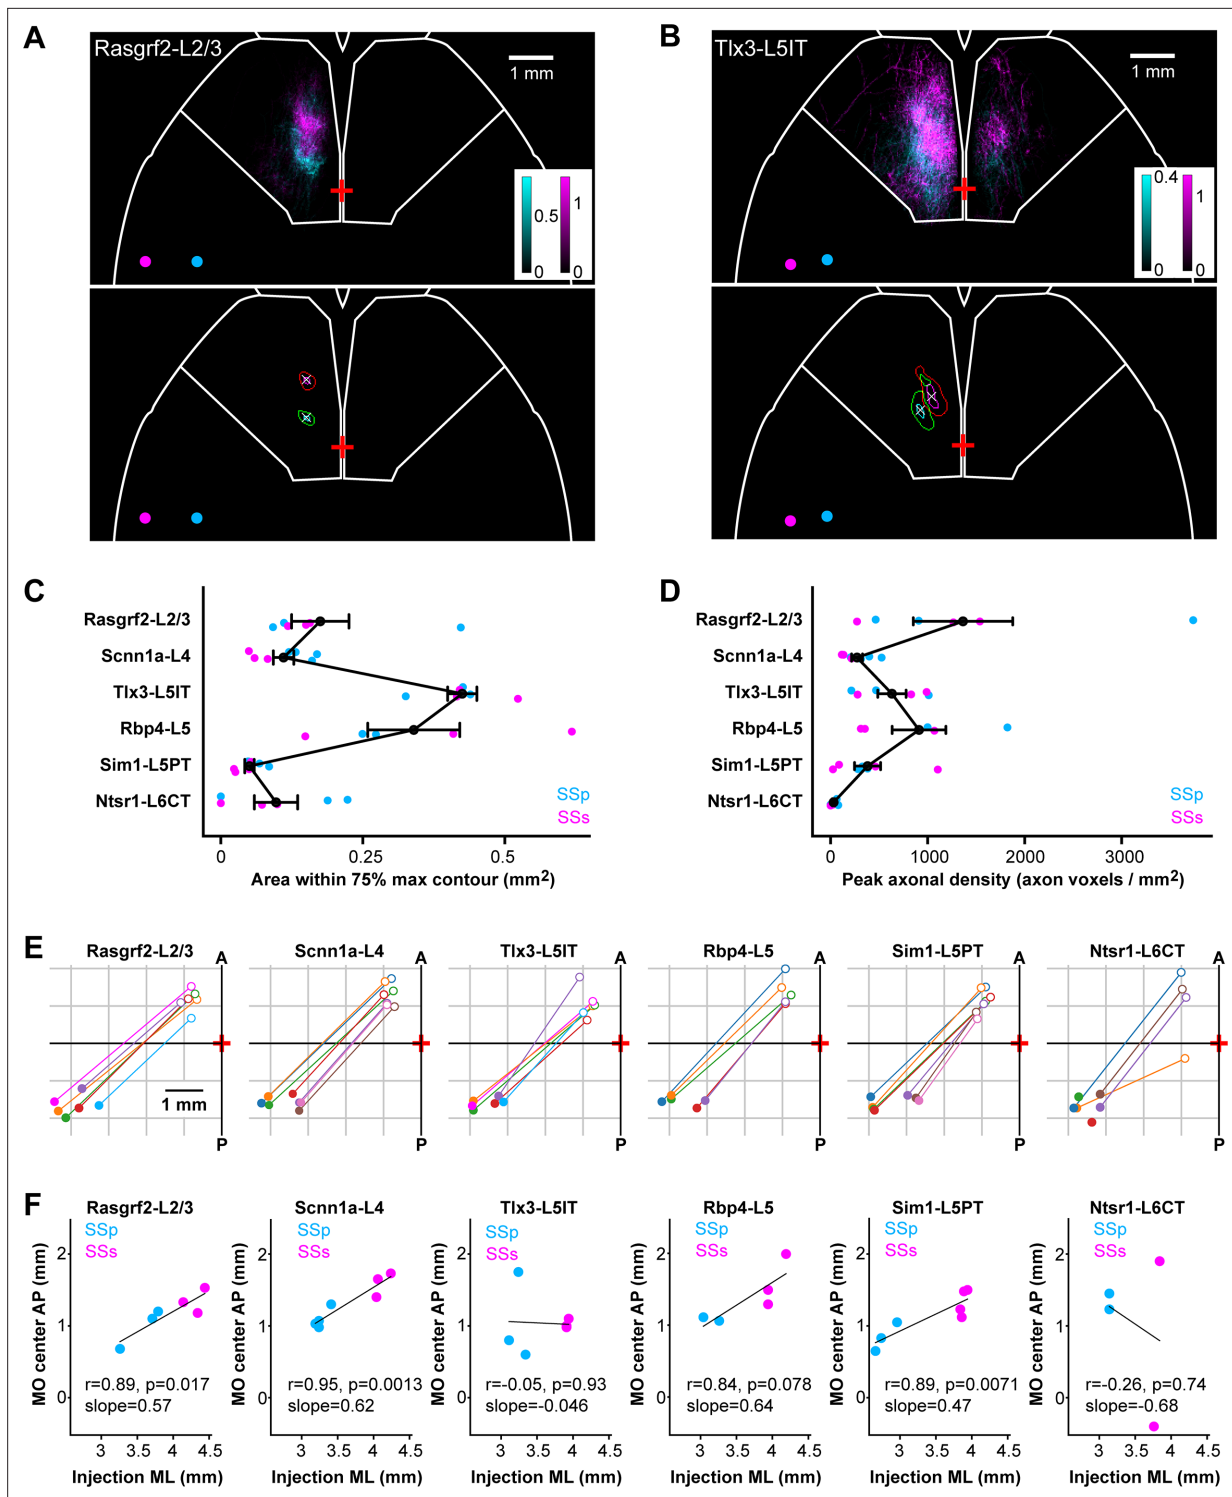 A
Rasgrf2-L2/3
1 mm
0.5
1
0
0
B
Tlx3-L5IT
1 mm
0.4
1
0
0
C
Rasgrf2-L2/3
Scnn1a-L4
Tlx3-L5IT
Rbp4-L5
Sim1-L5PT
Ntsr1-L6CT
SSp
SSs
0
0.25
0.5
Area within 75% max contour (mm2)
D
Rasgrf2-L2/3
Scnn1a-L4
Tlx3-L5IT
Rbp4-L5
Sim1-L5PT
Ntsr1-L6CT
SSp
SSs
0
1000
2000
3000
Peak axonal density (axon voxels / mm2)
E
Rasgrf2-L2/3
A
1 mm
P
Scnn1a-L4
A
P
Tlx3-L5IT
A
P
Rbp4-L5
A
P
Sim1-L5PT
A
P
Ntsr1-L6CT
A
P
F
Rasgrf2-L2/3
SSp
SSs
MO center AP (mm)
2
1
0
r=0.89, p=0.017
slope=0.57
3 3.5 4 4.5
Injection ML (mm)
Scnn1a-L4
SSp
SSs
MO center AP (mm)
2
1
0
r=0.95, p=0.0013
slope=0.62
3 3.5 4 4.5
Injection ML (mm)
Tlx3-L5IT
SSp
SSs
MO center AP (mm)
2
1
0
r=-0.05, p=0.93
slope=-0.046
3 3.5 4 4.5
Injection ML (mm)
Rbp4-L5
SSp
SSs
MO center AP (mm)
2
1
0
r=0.84, p=0.078
slope=0.64
3 3.5 4 4.5
Injection ML (mm)
Sim1-L5PT
SSp
SSs
MO center AP (mm)
2
1
0
r=0.89, p=0.0071
slope=0.47
3 3.5 4 4.5
Injection ML (mm)
Ntsr1-L6CT
SSp
SSs
MO center AP (mm)
2
1
0
r=-0.26, p=0.74
slope=-0.68
3 3.5 4 4.5
Injection ML (mm)